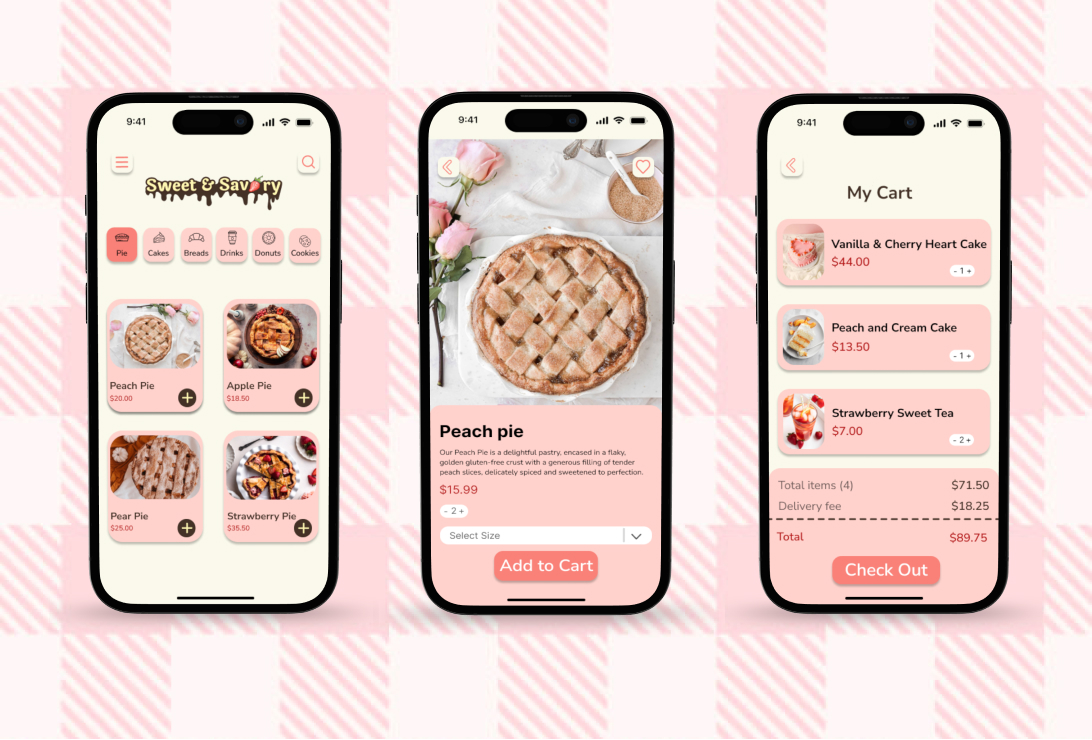 9:41
Sweet & Savory
Pie
Cakes
Breads
Drinks
Donuts
Cookies
Peach Pie
$20.00
Apple Pie
$18.50
Pear Pie
$25.00
Strawberry Pie
$35.50
9:41
Peach pie
Our Peach Pie is a delightful pastry, encased in a flaky,
golden gluten-free crust with a generous filling of tender
peach slices, delicately spiced and sweetened to perfection.
$15.99
- 2 +
Select Size
Add to Cart
9:41
My Cart
Vanilla & Cherry Heart Cake
$44.00
- 1 +
Peach and Cream Cake
$13.50
- 1 +
Strawberry Sweet Tea
$7.00
- 2 +
Total items (4) $71.50
Delivery fee $18.25
Total $89.75
Check Out